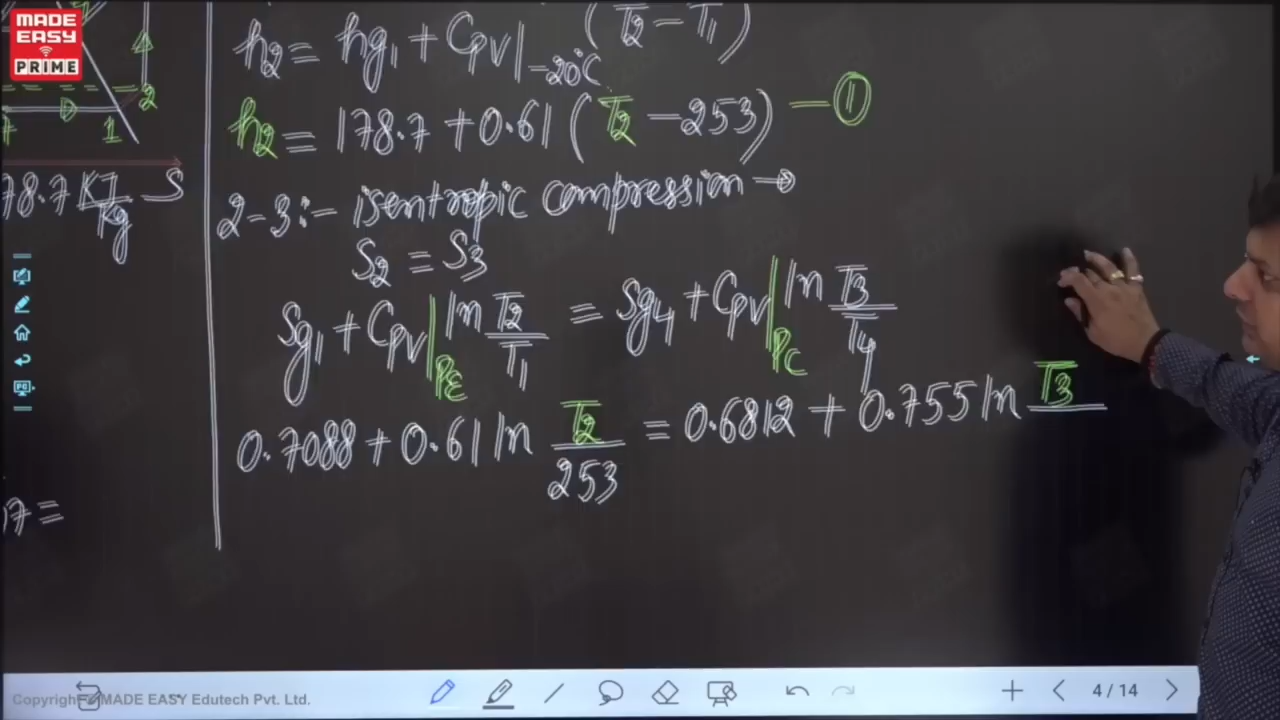 MADE
EASY
PRIME
h2 = hg1 + Cpv|-20°C (T2 - T1)
h2 = 178.7 + 0.61 (T2 - 253) — ①
2
1
78.7 KJ/Kg
S
2-3 :- isentropic compression →
S2 = S3
Sg1 + Cpv|PE ln T2/T1 = Sg4 + Cpv|PC ln T3/T4
0.7088 + 0.61 ln T2/253 = 0.6812 + 0.755 ln T3/
17 =
Copyright © MADE EASY Edutech Pvt. Ltd.
4 / 14